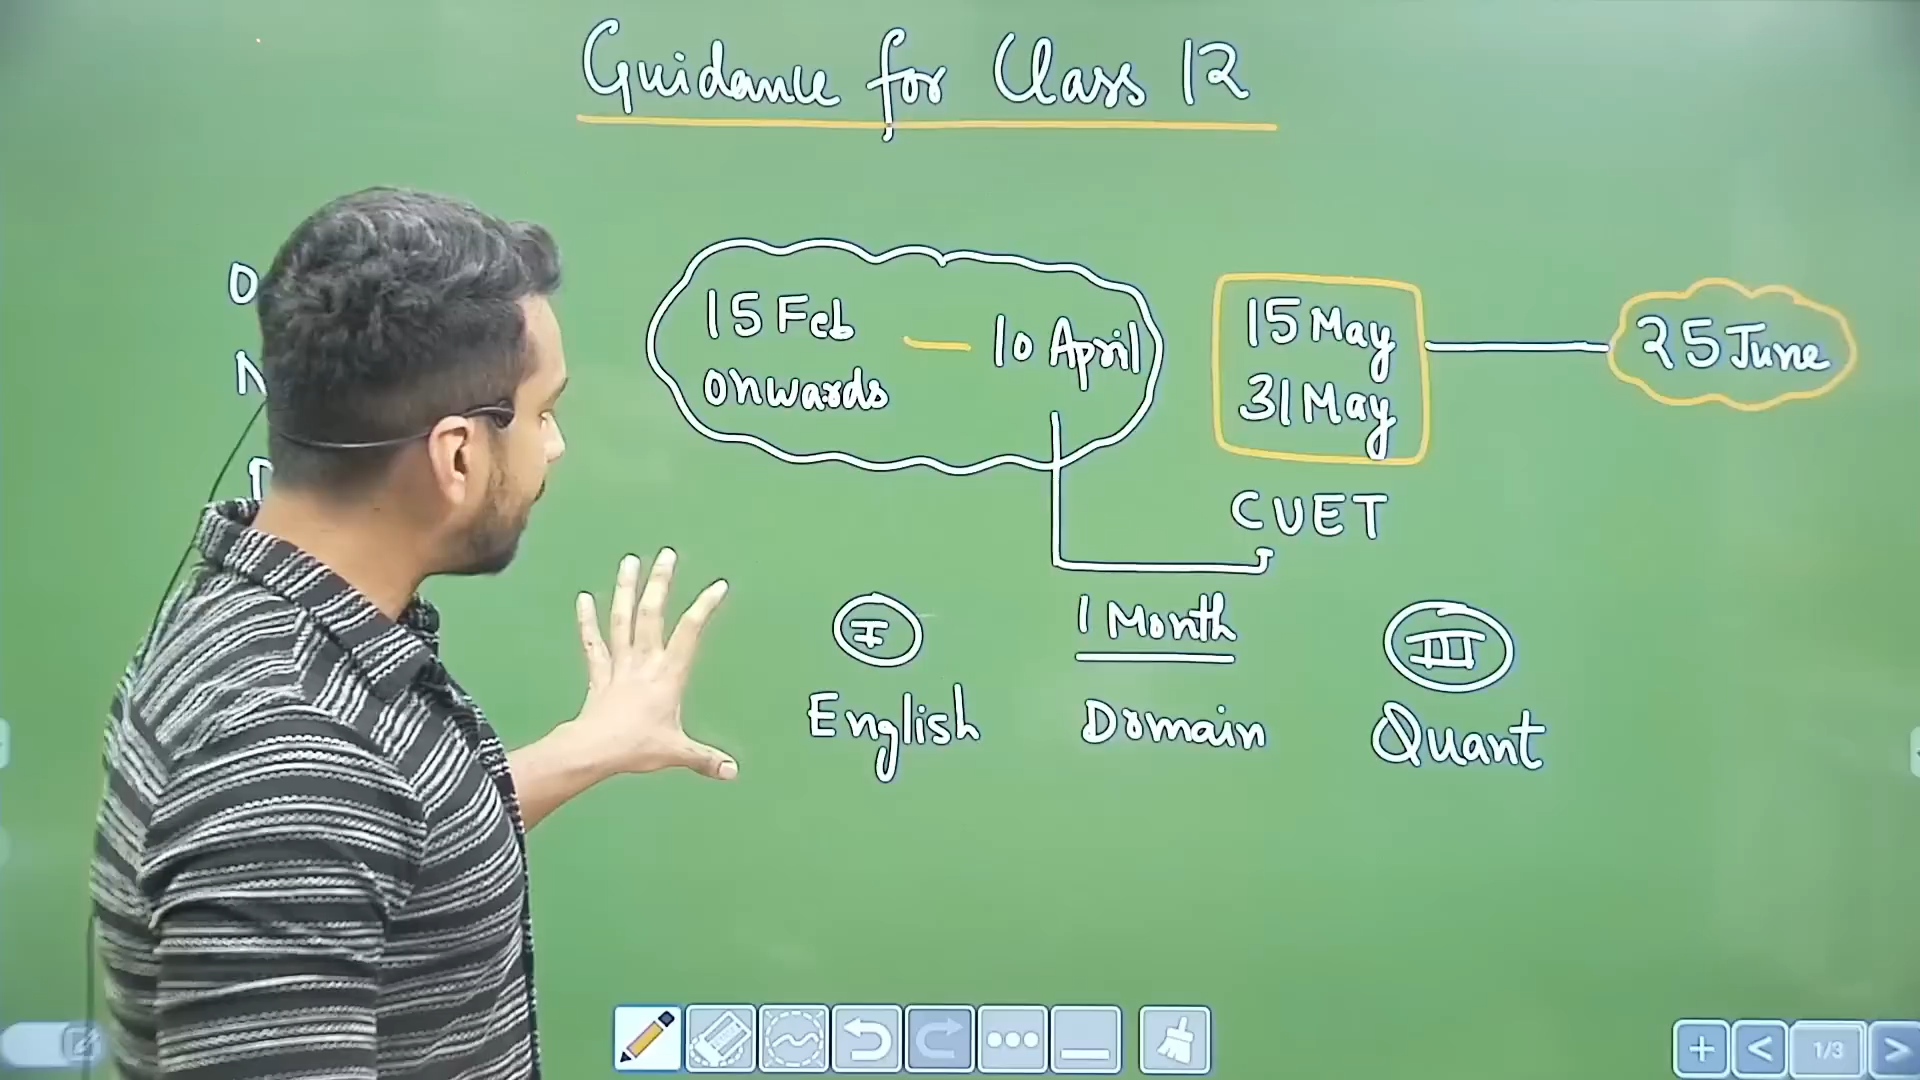 Guidance for Class 12
O
N
D
15 Feb onwards — 10 April
15 May
31 May
25 June
CUET
I
1 Month
III
English
Domain
Quant
1/3